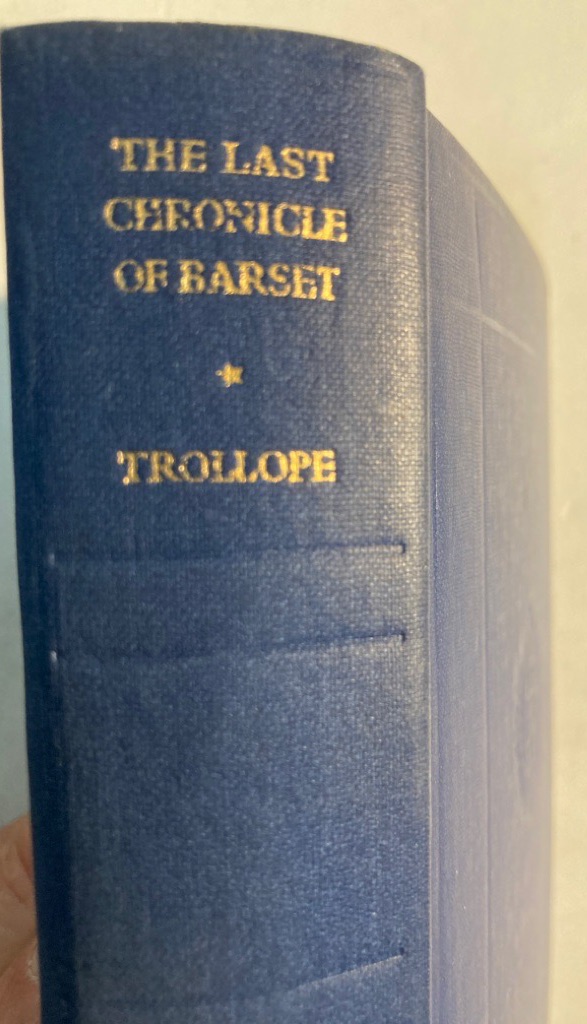 THE LAST
CHRONICLE
OF BARSET
TROLLOPE